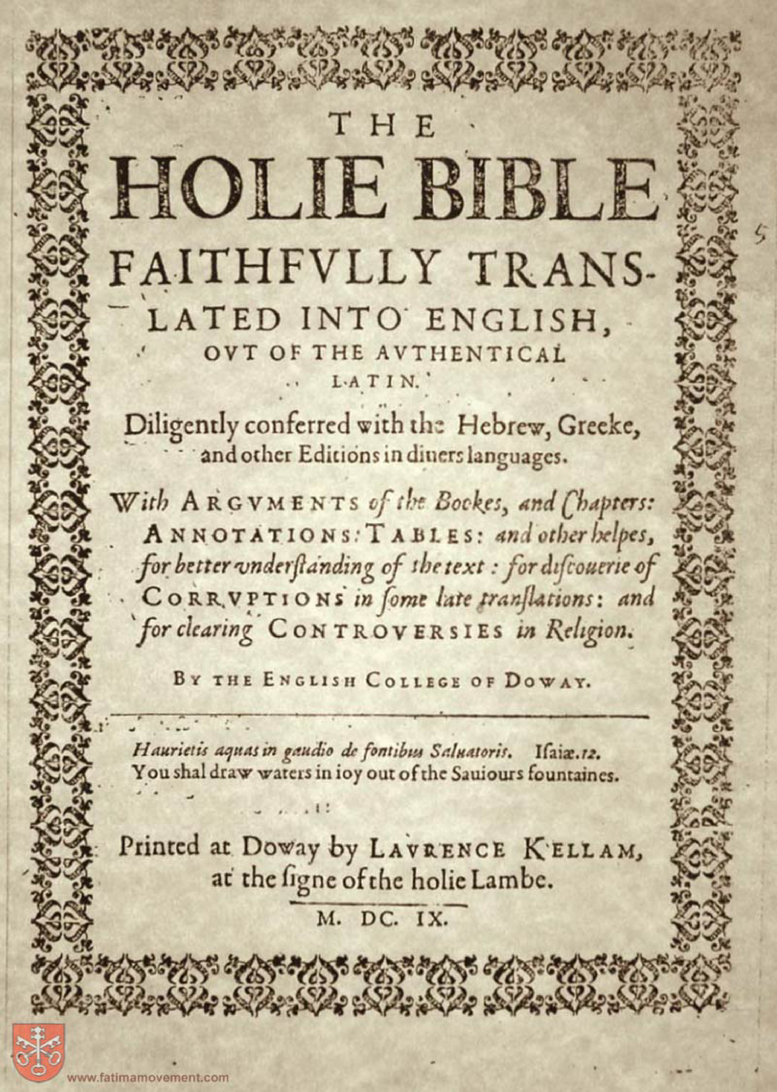 THE
HOLIE BIBLE
FAITHFVLLY TRANS-
LATED INTO ENGLISH,
OVT OF THE AVTHENTICAL
LATIN.
Diligently conferred with the Hebrew, Greeke,
and other Editions in diuers languages.
With ARGVMENTS of the Bookes, and Chapters:
ANNOTATIONS: TABLES: and other helpes,
for better vnderſtanding of the text: for diſcouerie of
CORRVPTIONS in ſome late tranſlations: and
for clearing CONTROVERSIES in Religion.
BY THE ENGLISH COLLEGE OF DOWAY.
Haurietis aquas in gaudio de fontibus Saluatoris. Iſaiæ.12.
You shal draw waters in ioy out of the Sauiours fountaines.
Printed at Doway by LAVRENCE KELLAM,
at the ſigne of the holie Lambe.
M. DC. IX.
5
www.fatimamovement.com